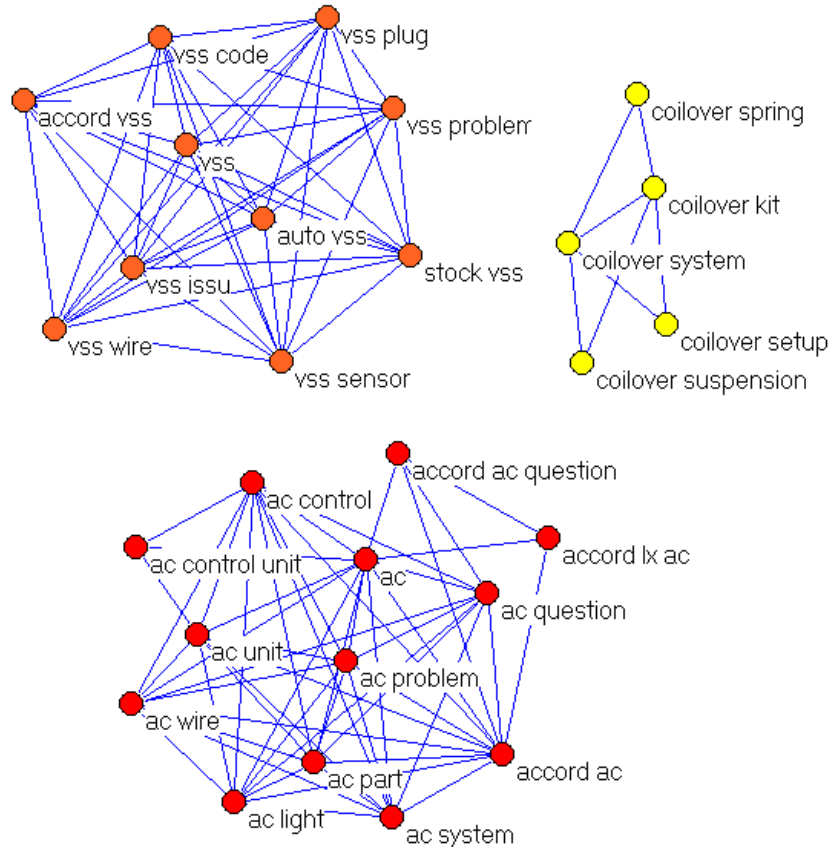 vss plug
vss code
coilover spring
accord vss
vss problem
vss
coilover kit
auto vss
coilover system
stock vss
vss issu
vss wire
coilover setup
vss sensor
coilover suspension
accord ac question
ac control
accord lx ac
ac control unit
ac
ac question
ac unit
ac problem
ac wire
accord ac
ac part
ac light
ac system